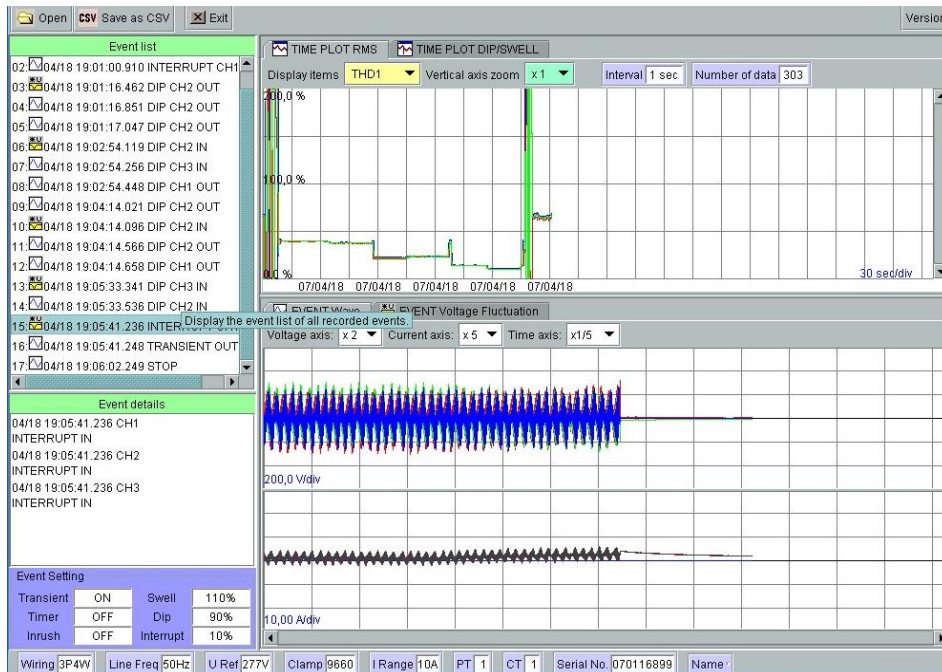 Open CSV Save as CSV Exit Version
Event list
02: 04/18 19:01:00.910 INTERRUPT CH1
03: 04/18 19:01:16.462 DIP CH2 OUT
04: 04/18 19:01:16.851 DIP CH2 OUT
05: 04/18 19:01:17.047 DIP CH2 OUT
06: 04/18 19:02:54.119 DIP CH2 IN
07: 04/18 19:02:54.256 DIP CH3 IN
08: 04/18 19:02:54.448 DIP CH1 OUT
09: 04/18 19:04:14.021 DIP CH2 OUT
10: 04/18 19:04:14.096 DIP CH2 IN
11: 04/18 19:04:14.566 DIP CH2 OUT
12: 04/18 19:04:14.658 DIP CH1 OUT
13: 04/18 19:05:33.341 DIP CH3 IN
14: 04/18 19:05:33.536 DIP CH2 IN
15: 04/18 19:05:41.236 INTER
Display the event list of all recorded events.
16: 04/18 19:05:41.248 TRANSIENT OUT
17: 04/18 19:06:02.249 STOP
Event details
04/18 19:05:41.236 CH1
INTERRUPT IN
04/18 19:05:41.236 CH2
INTERRUPT IN
04/18 19:05:41.236 CH3
INTERRUPT IN
Event Setting
Transient ON Swell 110%
Timer OFF Dip 90%
Inrush OFF Interrupt 10%
TIME PLOT RMS TIME PLOT DIP/SWELL
Display items THD1 Vertical axis zoom x 1 Interval 1 sec Number of data 303
200,0 %
100,0 %
0,0 %
30 sec/div
07/04/18 07/04/18 07/04/18 07/04/18 07/04/18
EVENT Wave EVENT Voltage Fluctuation
Voltage axis: x 2 Current axis: x 5 Time axis: x1/5
200,0 V/div
10,00 A/div
Wiring 3P4W Line Freq 50Hz U Ref 277V Clamp 9660 I Range 10A PT 1 CT 1 Serial No. 070116899 Name